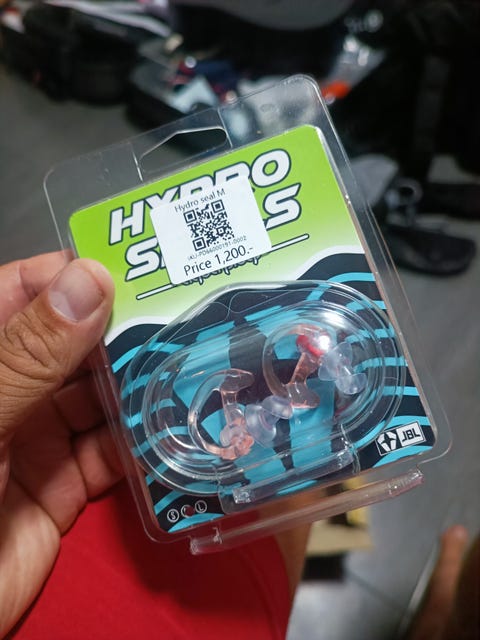 HYDRO
SEALS
Hydro seal M
Price 1,200.-
JBL
S L